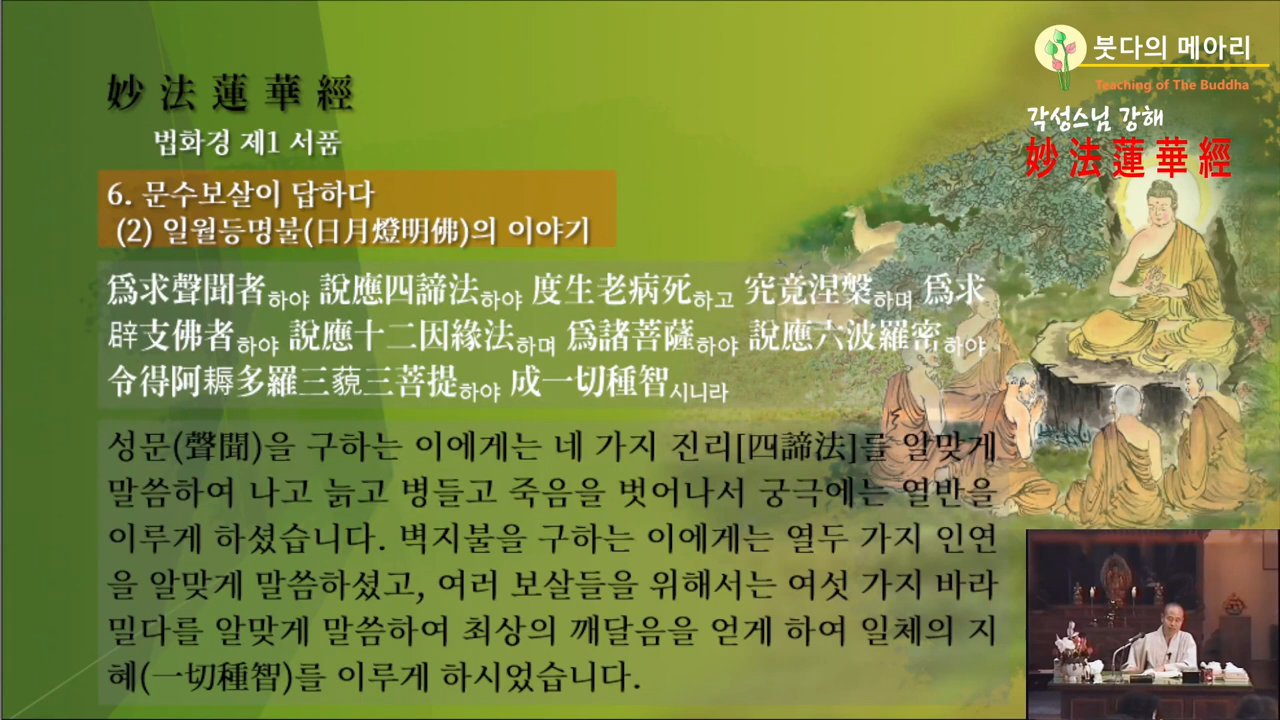 妙法蓮華經
법화경 제1 서품
6. 문수보살이 답하다
(2) 일월등명불(日月燈明佛)의 이야기
爲求聲聞者하야 說應四諦法하야 度生老病死하고 究竟涅槃하며 爲求
辟支佛者하야 說應十二因緣法하며 爲諸菩薩하야 說應六波羅密하야
令得阿耨多羅三藐三菩提하야 成一切種智시니라
성문(聲聞)을 구하는 이에게는 네 가지 진리[四諦法]를 알맞게
말씀하여 나고 늙고 병들고 죽음을 벗어나서 궁극에는 열반을
이루게 하셨습니다. 벽지불을 구하는 이에게는 열두 가지 인연
을 알맞게 말씀하셨고, 여러 보살들을 위해서는 여섯 가지 바라
밀다를 알맞게 말씀하여 최상의 깨달음을 얻게 하여 일체의 지
혜(一切種智)를 이루게 하시었습니다.
붓다의 메아리
Teaching of The Buddha
각성스님 강해
妙法蓮華經